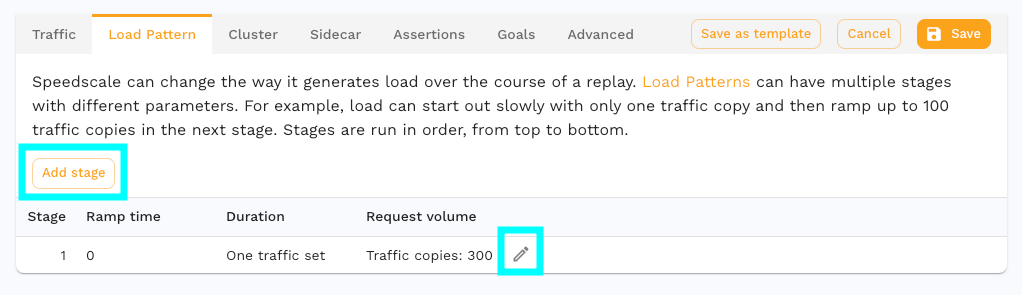 Traffic Load Pattern Cluster Sidecar Assertions Goals Advanced Save as template Cancel Save
Speedscale can change the way it generates load over the course of a replay. Load Patterns can have multiple stages
with different parameters. For example, load can start out slowly with only one traffic copy and then ramp up to 100
traffic copies in the next stage. Stages are run in order, from top to bottom.
Add stage
Stage Ramp time Duration Request volume
1 0 One traffic set Traffic copies: 300